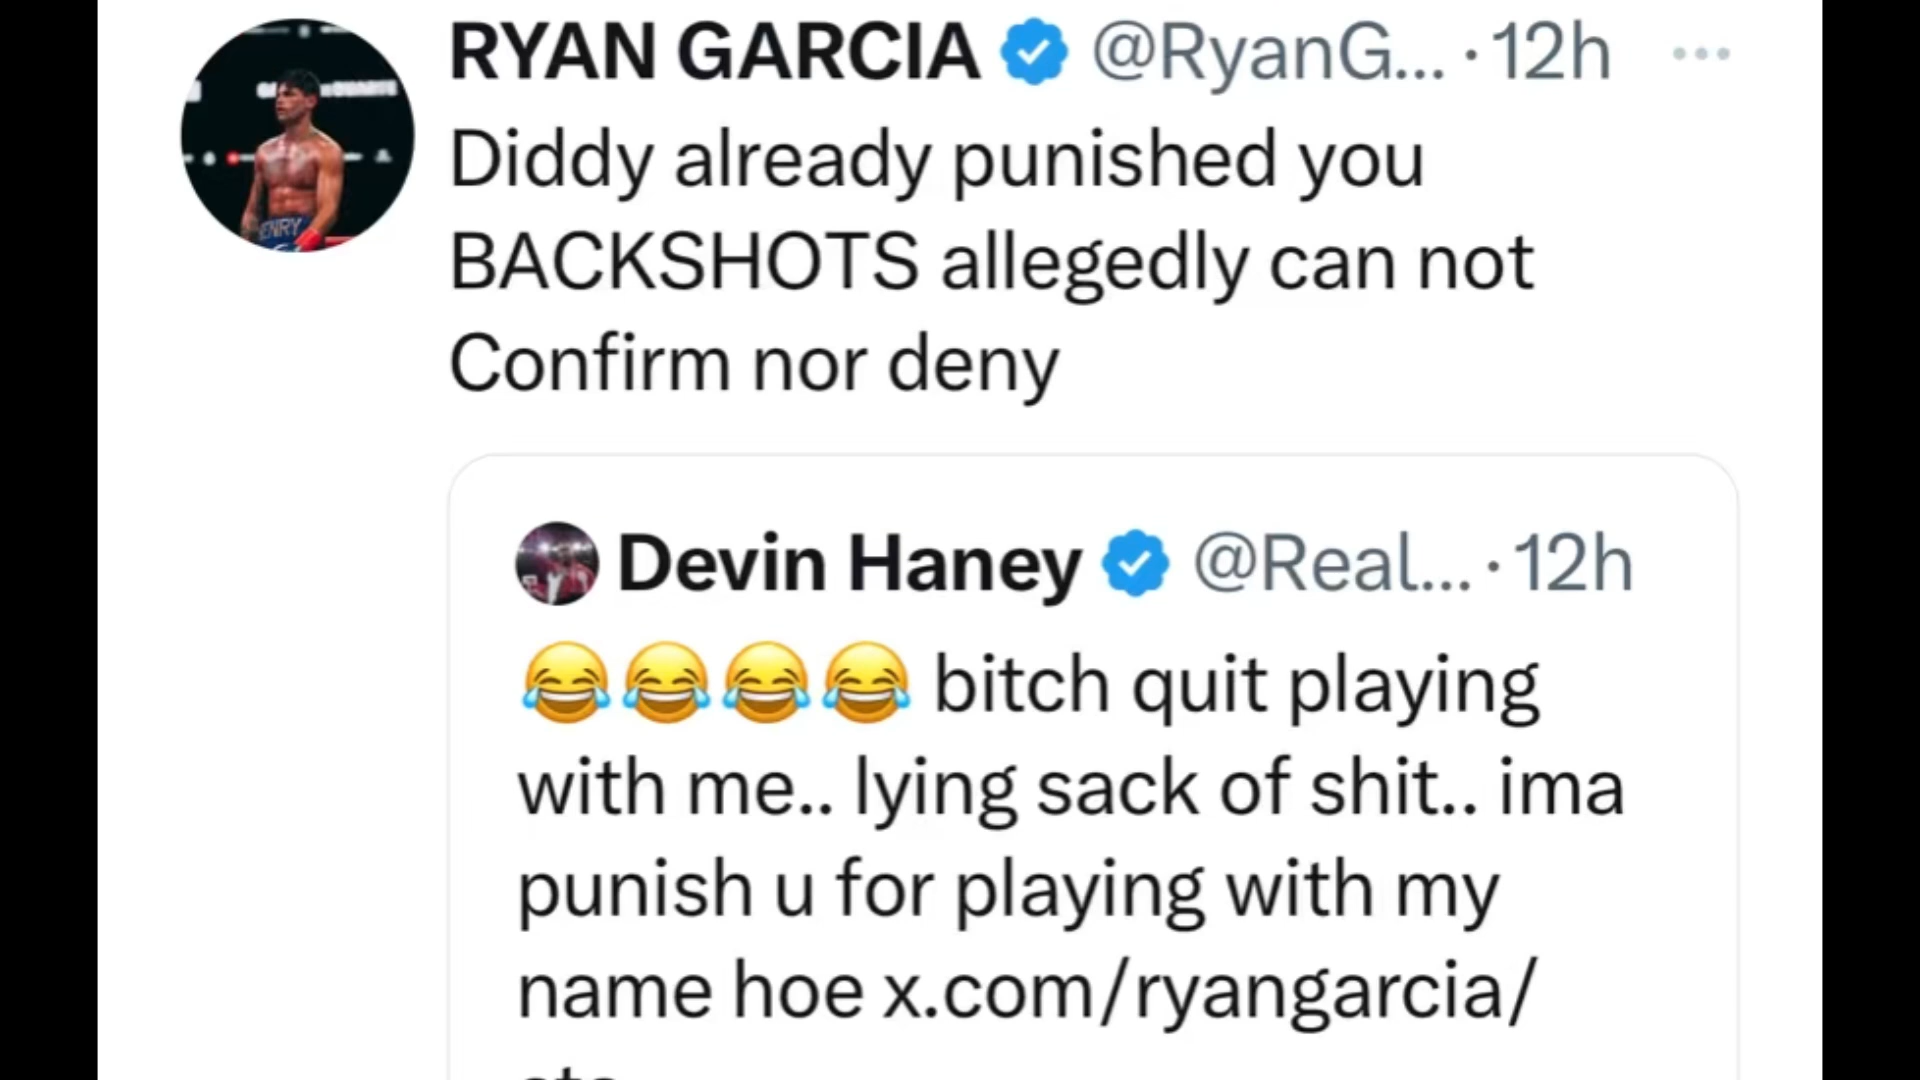 RYAN GARCIA @RyanG... · 12h ...
Diddy already punished you
BACKSHOTS allegedly can not
Confirm nor deny
Devin Haney @Real... · 12h
😂😂😂😂 bitch quit playing
with me.. lying sack of shit.. ima
punish u for playing with my
name hoe x.com/ryangarcia/